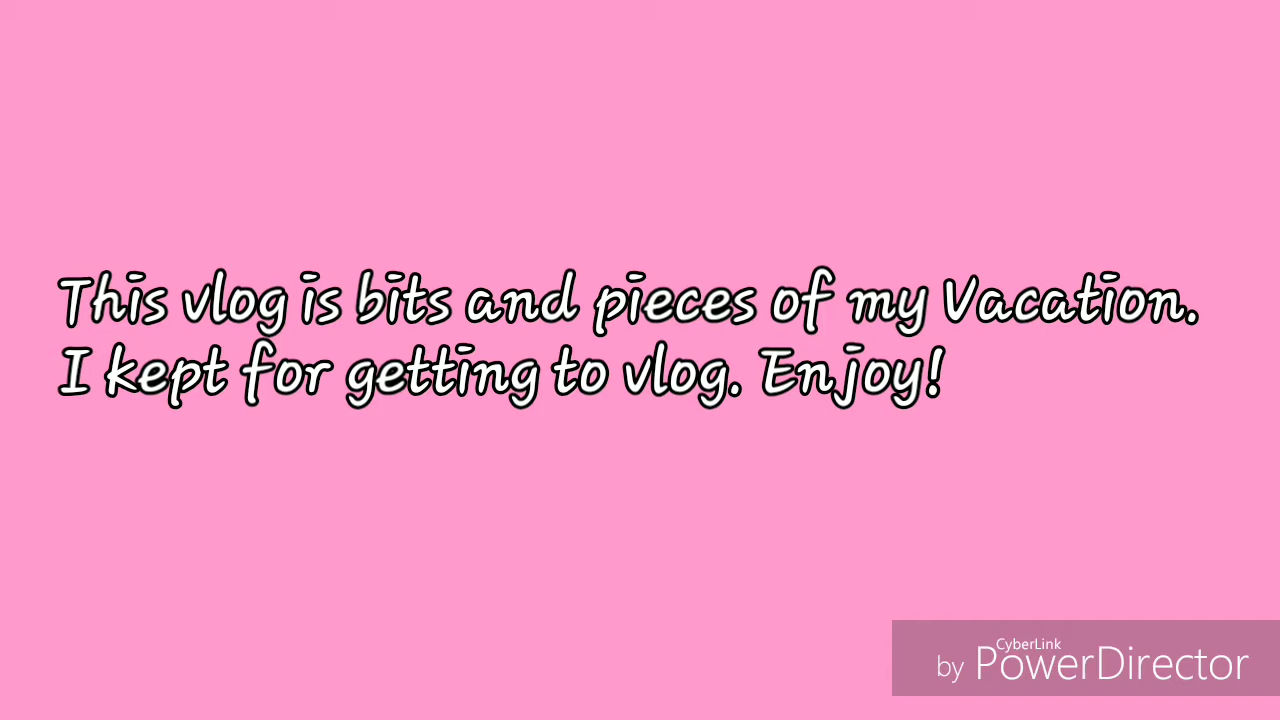 This vlog is bits and pieces of my Vacation.
I kept for getting to vlog. Enjoy!
CyberLink
by PowerDirector